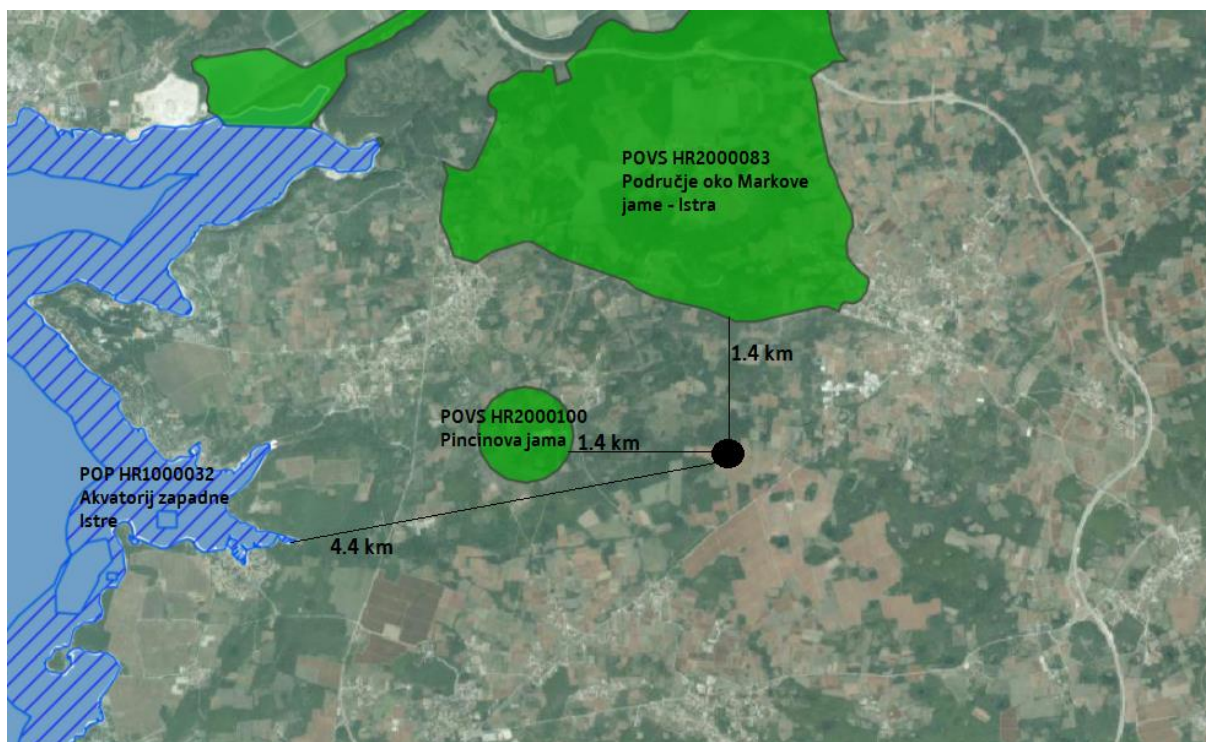 POVS HR2000083
Područje oko Markove
jame - Istra
1.4 km
POVS HR2000100
Pincinova jama
1.4 km
POP HR1000032
Akvatorij zapadne
Istre
4.4 km